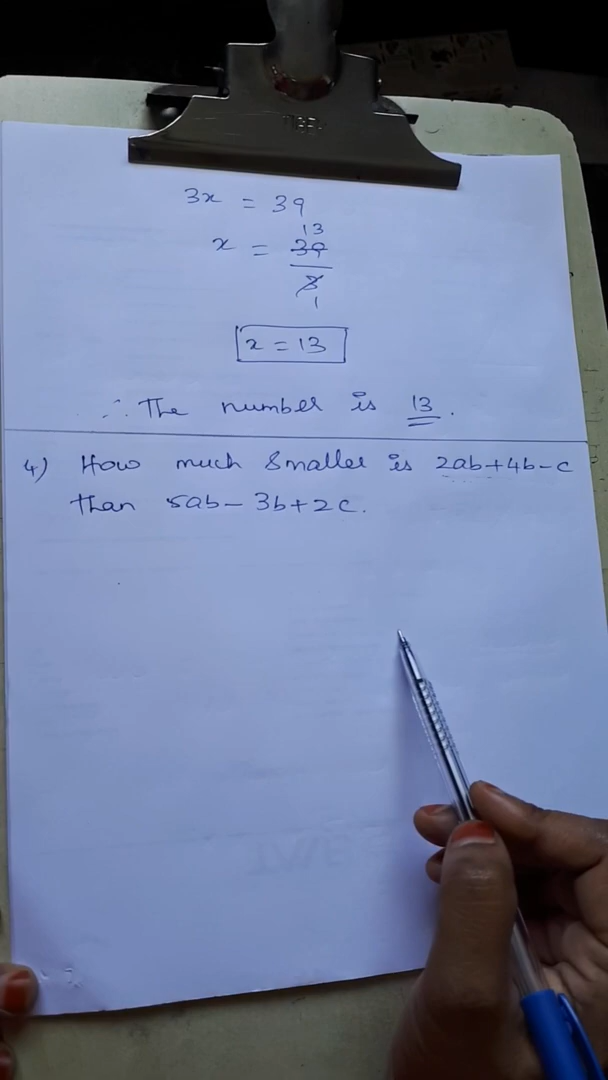 3x = 39
13
x = 39
3
1
x = 13
∴ The number is 13.
4) How much smaller is 2ab+4b-c
than 5ab-3b+2c.